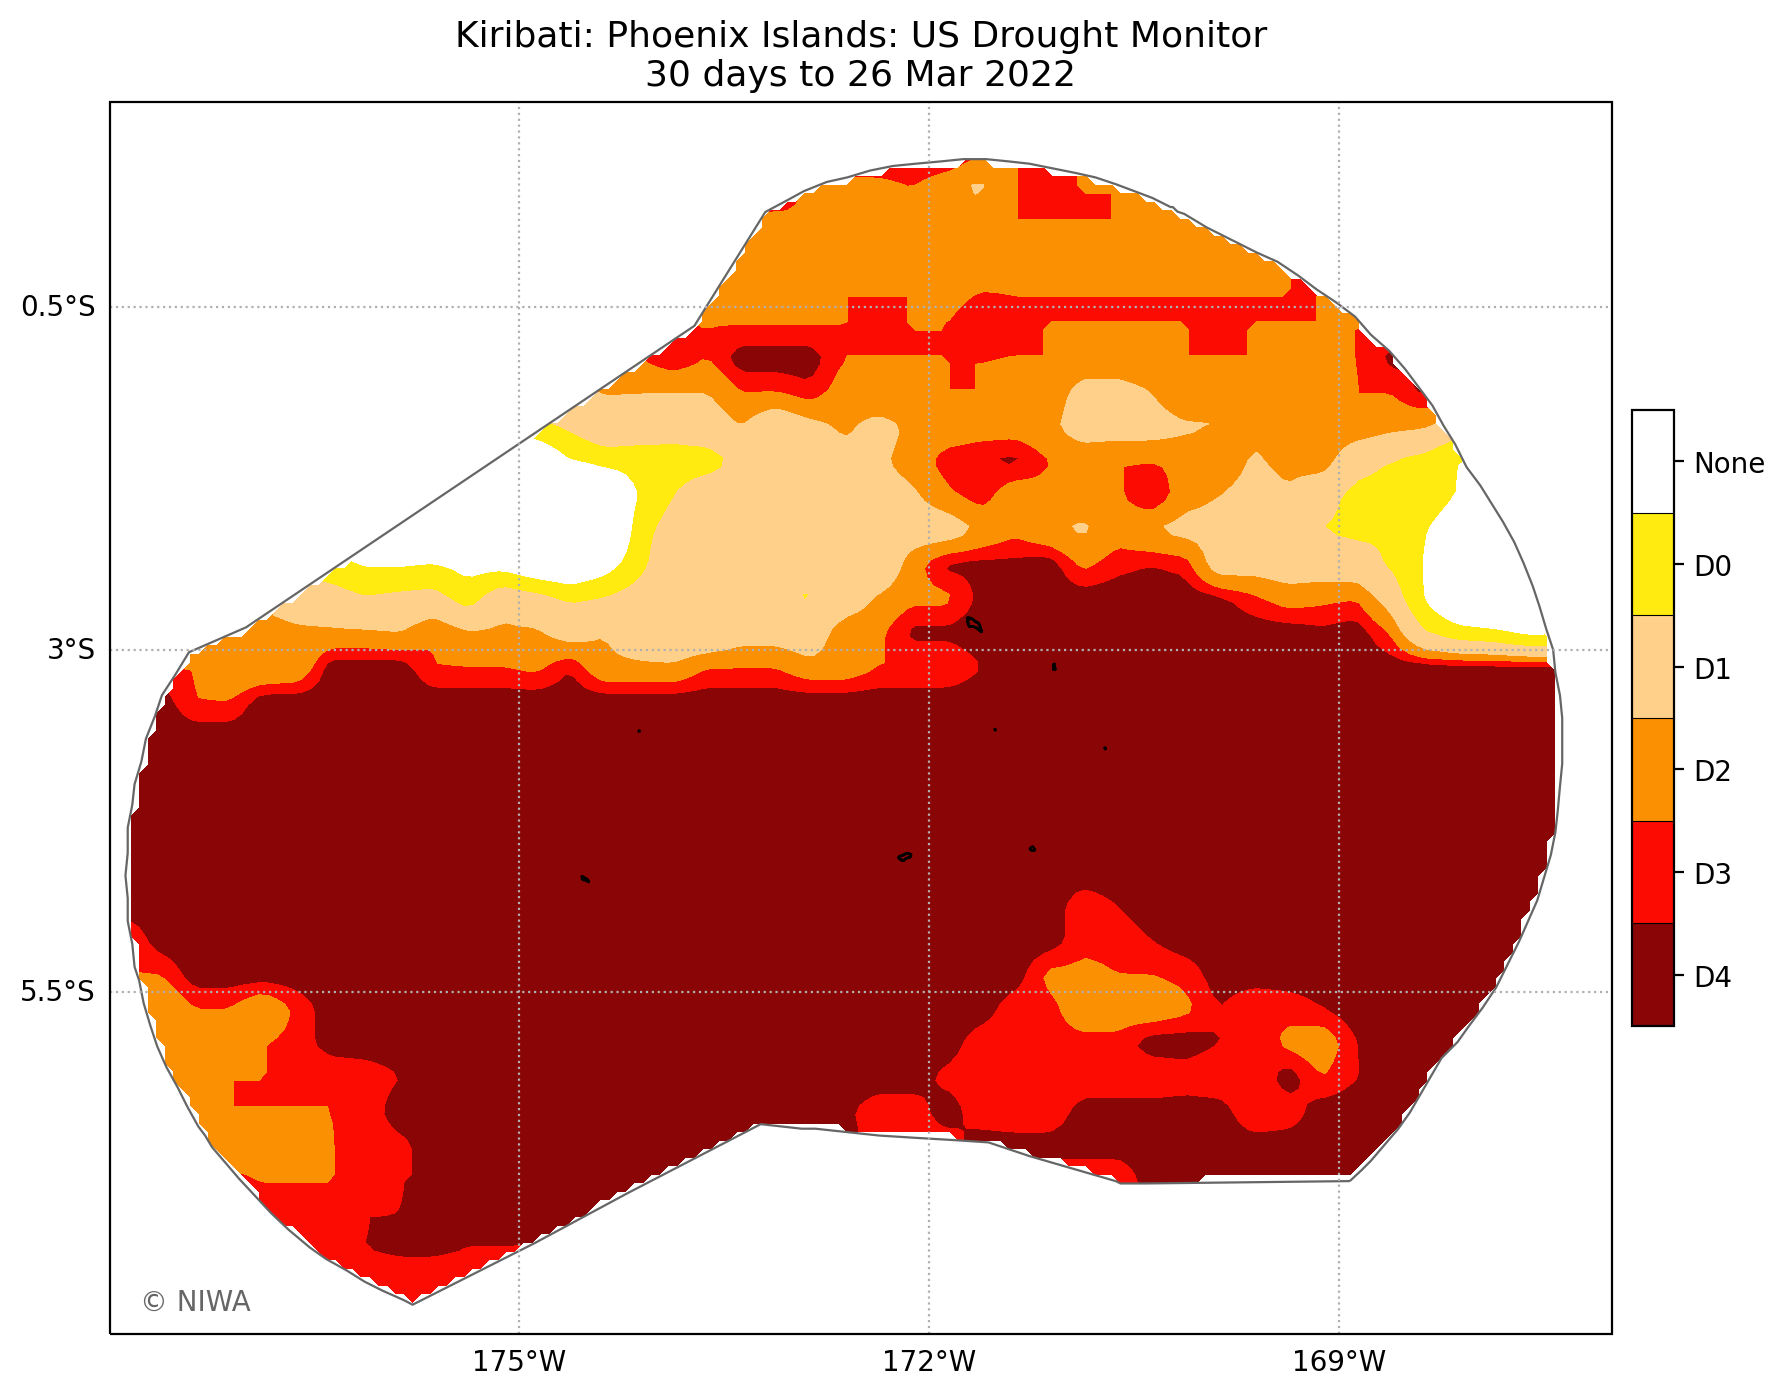 Kiribati: Phoenix Islands: US Drought Monitor
30 days to 26 Mar 2022
0.5°S
3°S
5.5°S
175°W
172°W
169°W
None
D0
D1
D2
D3
D4
© NIWA